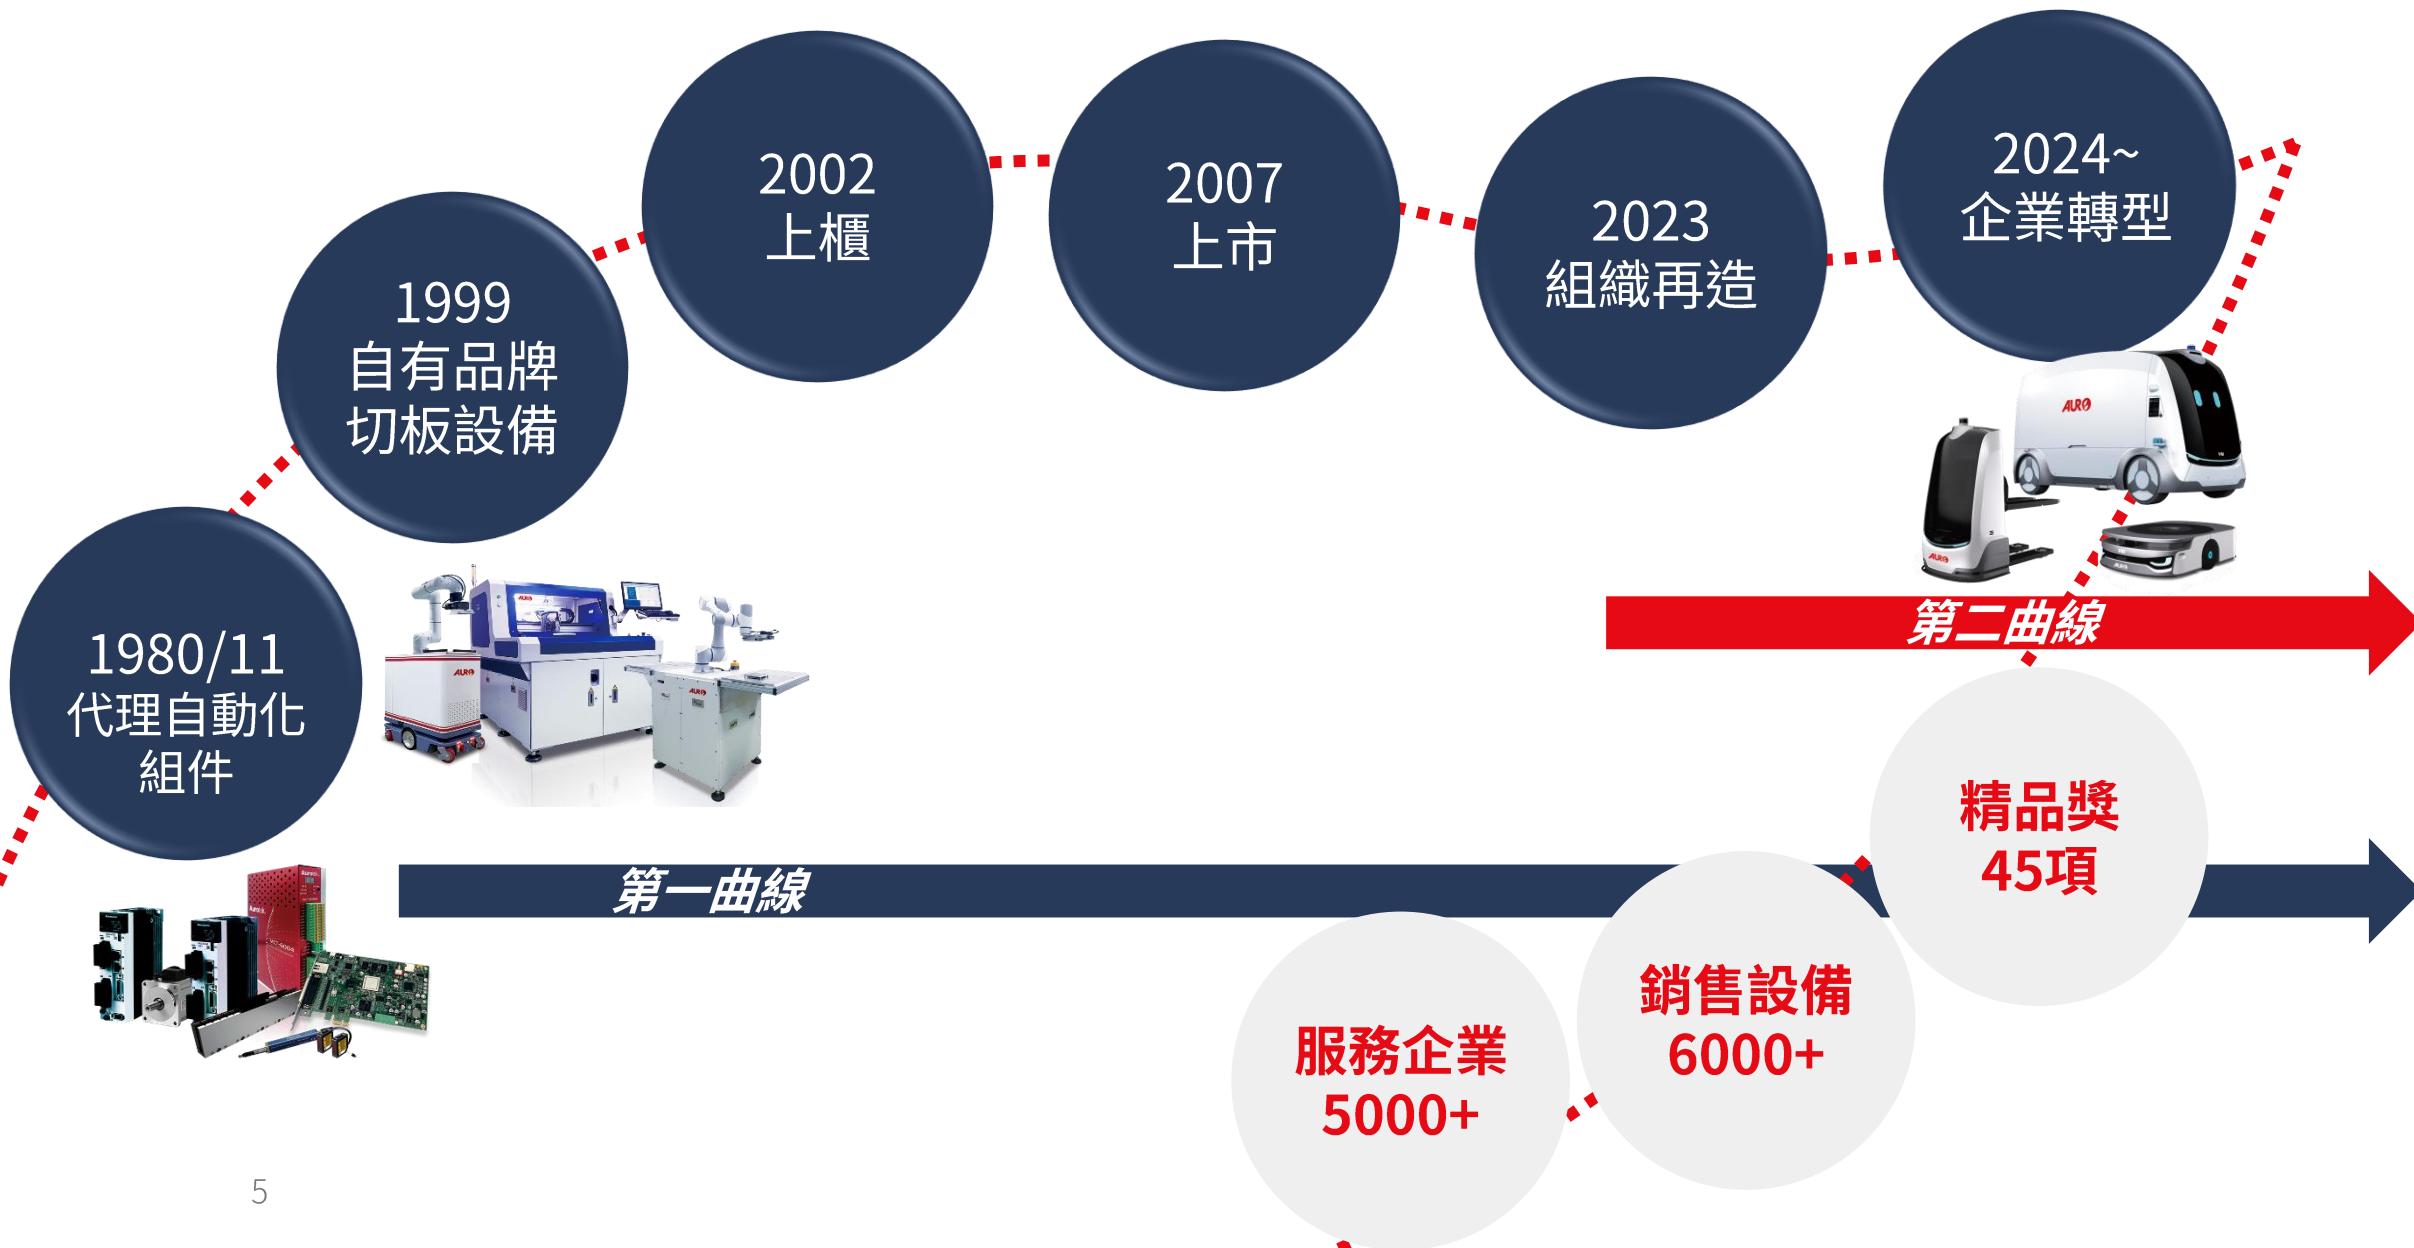 1980/11
代理自動化
組件
1999
自有品牌
切板設備
2002
上櫃
2007
上市
2023
組織再造
2024~
企業轉型
AURO
AURO
第二曲線
第一曲線
精品獎
45項
銷售設備
6000+
服務企業
5000+
5